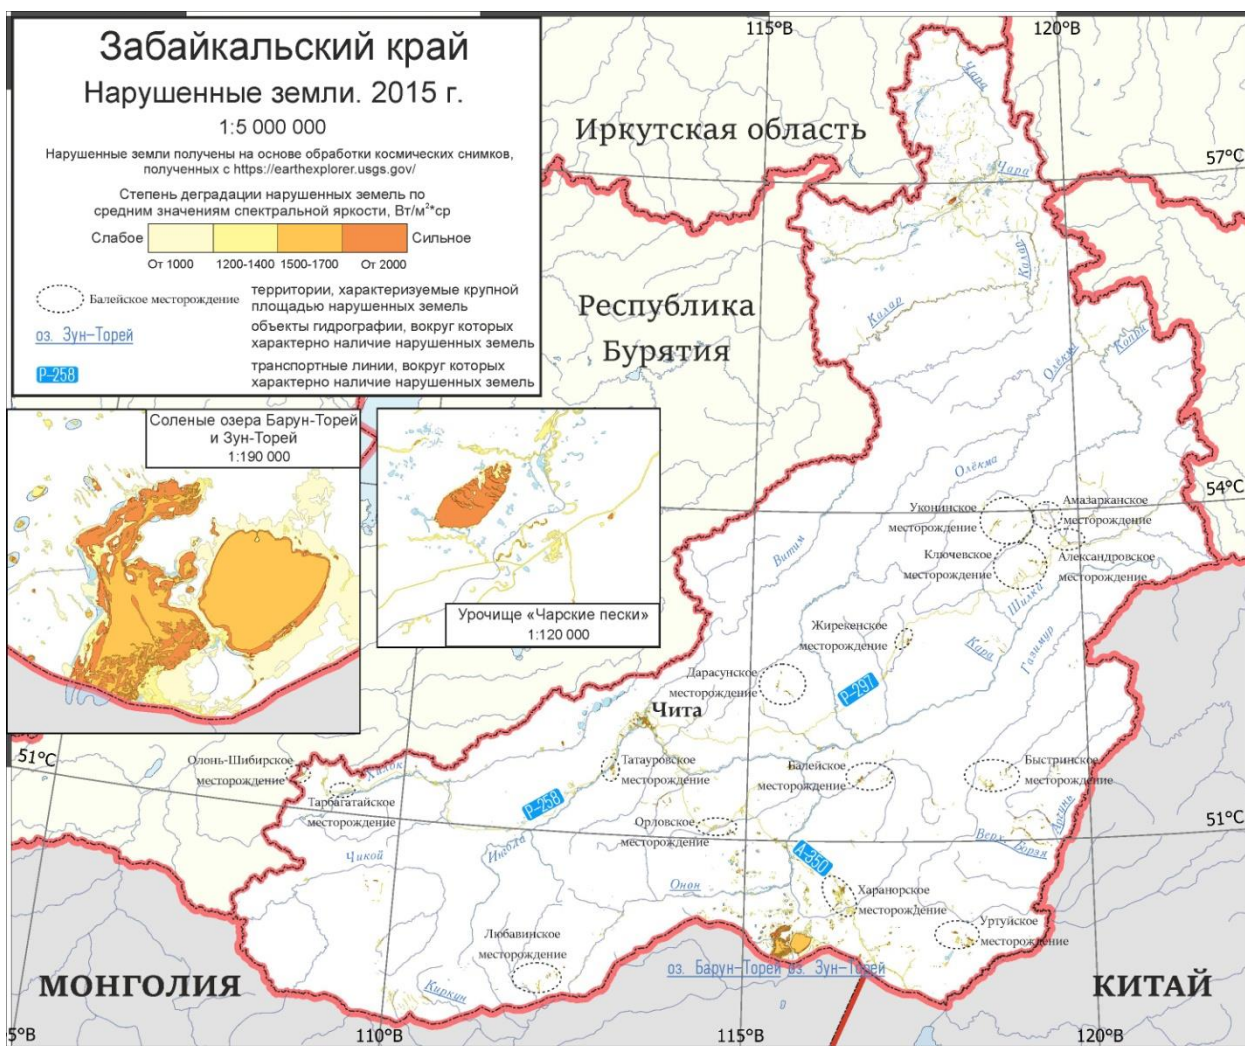 Забайкальский край
Нарушенные земли. 2015 г.
1:5 000 000
Нарушенные земли получены на основе обработки космических снимков,
полученных с https://earthexplorer.usgs.gov/
Степень деградации нарушенных земель по
средним значениям спектральной яркости, Вт/м²*ср
Слабое
Сильное
От 1000
1200-1400
1500-1700
От 2000
Балейское месторождение
территории, характеризуемые крупной
площадью нарушенных земель
оз. Зун-Торей
объекты гидрографии, вокруг которых
характерно наличие нарушенных земель
Р-258
транспортные линии, вокруг которых
характерно наличие нарушенных земель
Соленые озера Барун-Торей
и Зун-Торей
1:190 000
Урочище «Чарские пески»
1:120 000
115°В
120°В
Иркутская область
57°С
Чара
Чара
Калар
Калар
Республика
Бурятия
Олёкма
Олёкма
54°С
Витим
Уконинское
месторождение
Амазарканское
месторождение
Ключевское
месторождение
Александровское
месторождение
Шилка
Жирекенское
месторождение
Кара
Газимур
Дарасунское
месторождение
Р-297
Чита
51°С
Олонь-Шибирское
месторождение
Хилок
Тарбагатайское
месторождение
Татауровское
месторождение
Балейское
месторождение
Быстринское
месторождение
Р-258
Орловское
месторождение
51°С
Аргунь
Верх. Борзя
Чикой
Ингода
А-350
Онон
Харанорское
месторождение
Уртуйское
месторождение
Любавинское
месторождение
Киркун
оз. Барун-Торей
оз. Зун-Торей
МОНГОЛИЯ
КИТАЙ
5°В
110°В
115°В
120°В